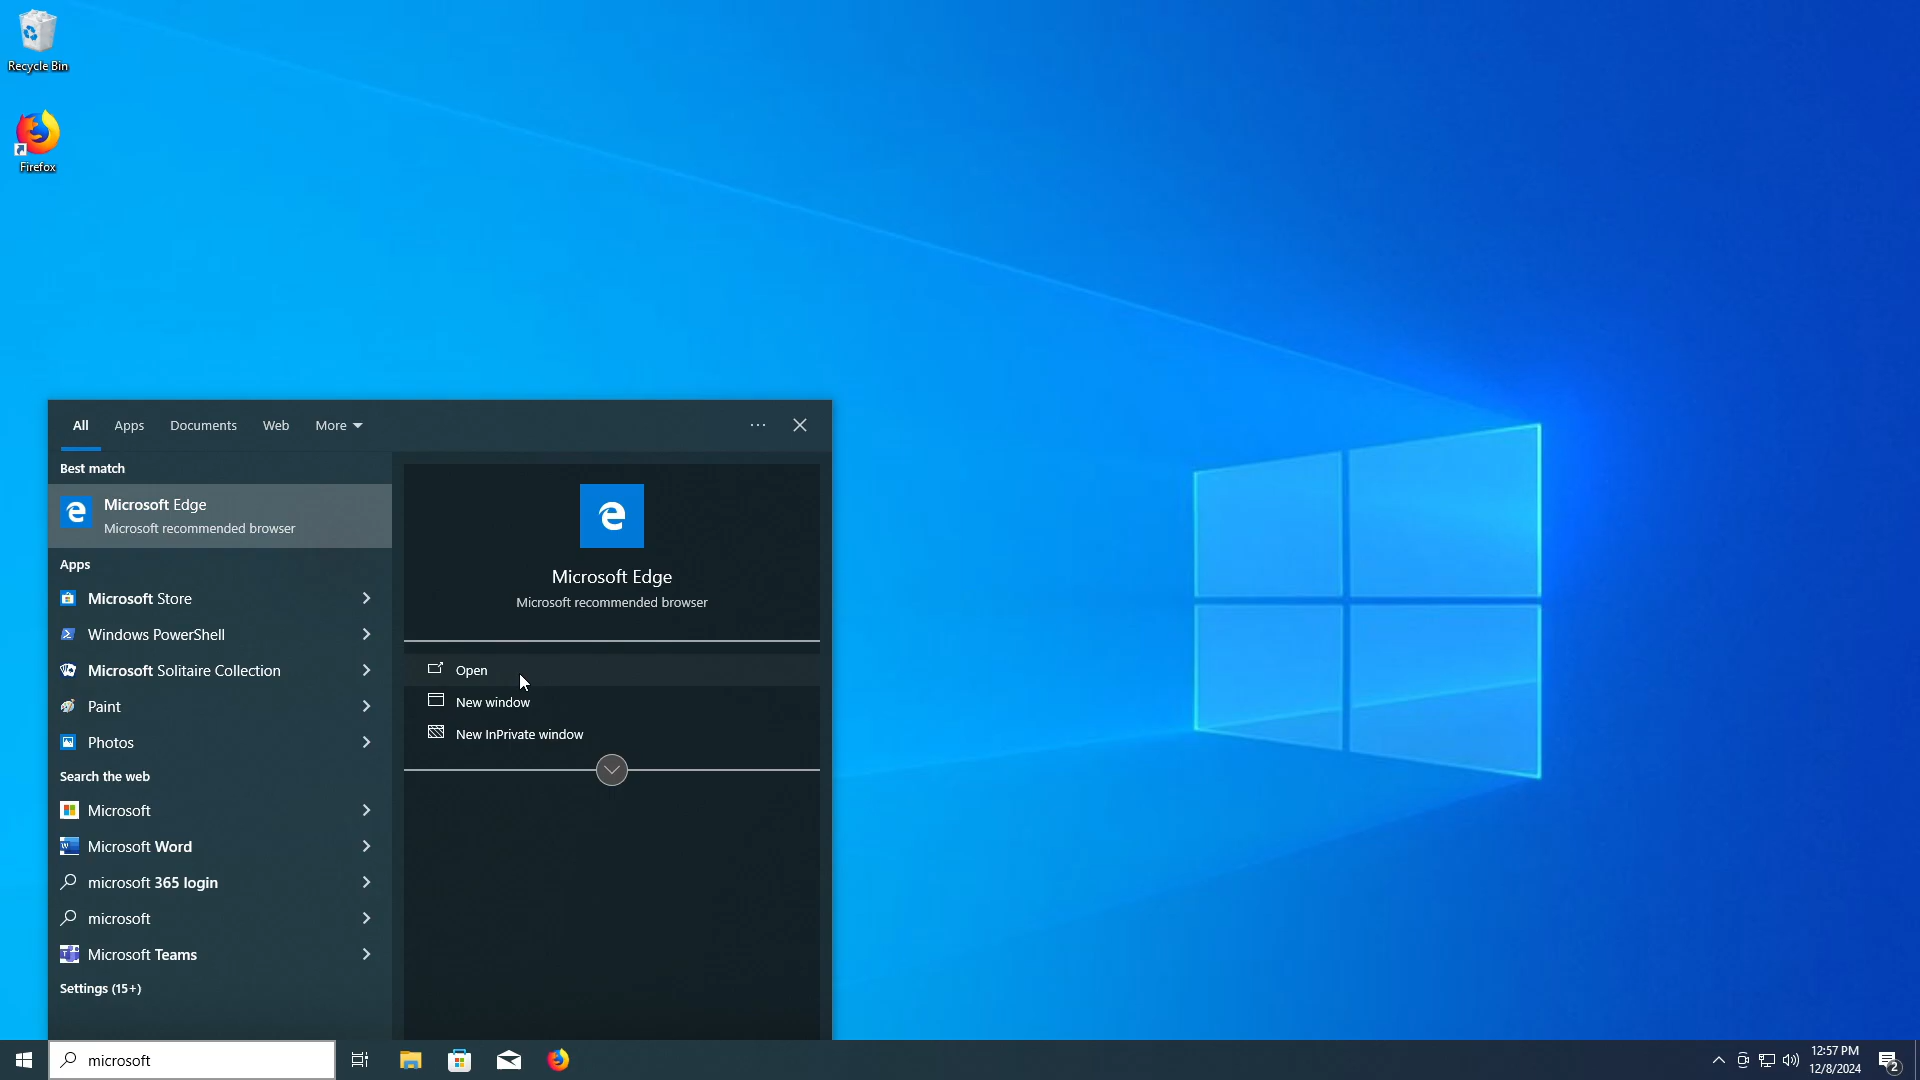 Recycle Bin
Firefox
All Apps Documents Web More
Best match
Microsoft Edge
Microsoft recommended browser
Apps
Microsoft Store
Windows PowerShell
Microsoft Solitaire Collection
Paint
Photos
Search the web
Microsoft
Microsoft Word
microsoft 365 login
microsoft
Microsoft Teams
Settings (15+)
Microsoft Edge
Microsoft recommended browser
Open
New window
New InPrivate window
microsoft
12:57 PM
12/8/2024
2